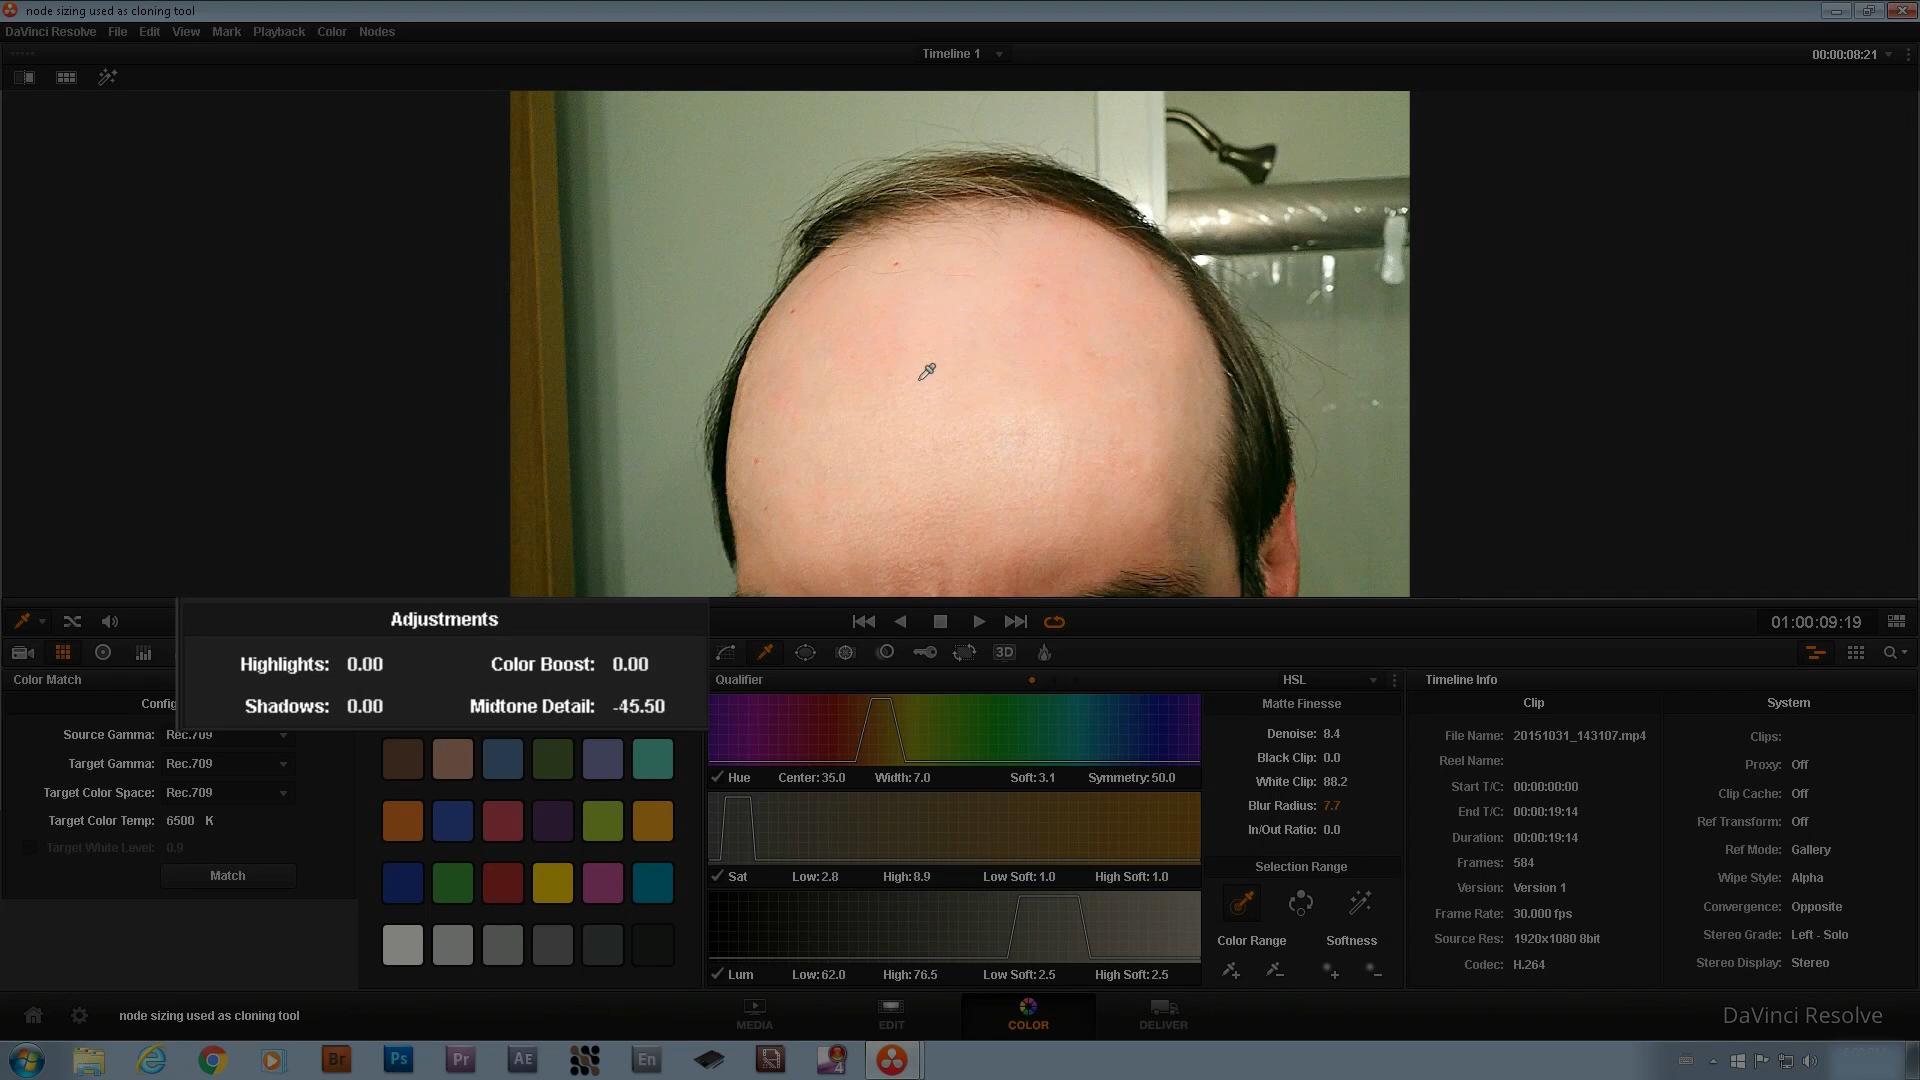 node sizing used as cloning tool
DaVinci Resolve File Edit View Mark Playback Color Nodes
Timeline 1 00:00:08:21
01:00:09:19
Adjustments
Highlights: 0.00 Color Boost: 0.00
Shadows: 0.00 Midtone Detail: -45.50
3D
Color Match
Config
Source Gamma: Rec.709
Target Gamma: Rec.709
Target Color Space: Rec.709
Target Color Temp: 6500 K
Target White Level: 0.9
Match
Qualifier HSL
Hue Center: 35.0 Width: 7.0 Soft: 3.1 Symmetry: 50.0
Sat Low: 2.8 High: 8.9 Low Soft: 1.0 High Soft: 1.0
Lum Low: 62.0 High: 76.5 Low Soft: 2.5 High Soft: 2.5
Matte Finesse
Denoise: 8.4
Black Clip: 0.0
White Clip: 88.2
Blur Radius: 7.7
In/Out Ratio: 0.0
Selection Range
Color Range Softness
Timeline Info
Clip
File Name: 20151031_143107.mp4
Reel Name:
Start T/C: 00:00:00:00
End T/C: 00:00:19:14
Duration: 00:00:19:14
Frames: 584
Version: Version 1
Frame Rate: 30.000 fps
Source Res: 1920x1080 8bit
Codec: H.264
System
Clips:
Proxy: Off
Clip Cache: Off
Ref Transform: Off
Ref Mode: Gallery
Wipe Style: Alpha
Convergence: Opposite
Stereo Grade: Left - Solo
Stereo Display: Stereo
node sizing used as cloning tool
MEDIA EDIT COLOR DELIVER
DaVinci Resolve
Br Ps Pr AE En 4